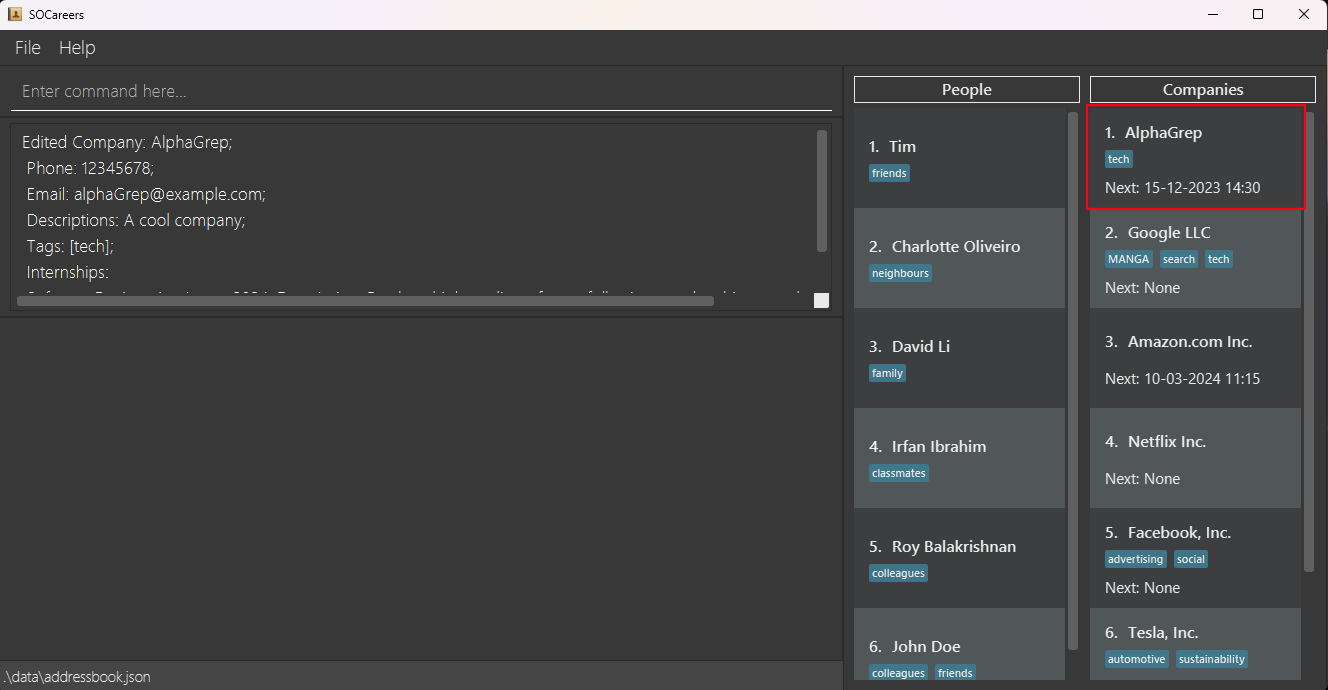 SOCareers
File Help
Enter command here...
Edited Company: AlphaGrep;
Phone: 12345678;
Email: alphaGrep@example.com;
Descriptions: A cool company;
Tags: [tech];
Internships:
People
1. Tim
friends
2. Charlotte Oliveiro
neighbours
3. David Li
family
4. Irfan Ibrahim
classmates
5. Roy Balakrishnan
colleagues
6. John Doe
colleagues friends
Companies
1. AlphaGrep
tech
Next: 15-12-2023 14:30
2. Google LLC
MANGA search tech
Next: None
3. Amazon.com Inc.
Next: 10-03-2024 11:15
4. Netflix Inc.
Next: None
5. Facebook, Inc.
advertising social
Next: None
6. Tesla, Inc.
automotive sustainability
.\data\addressbook.json